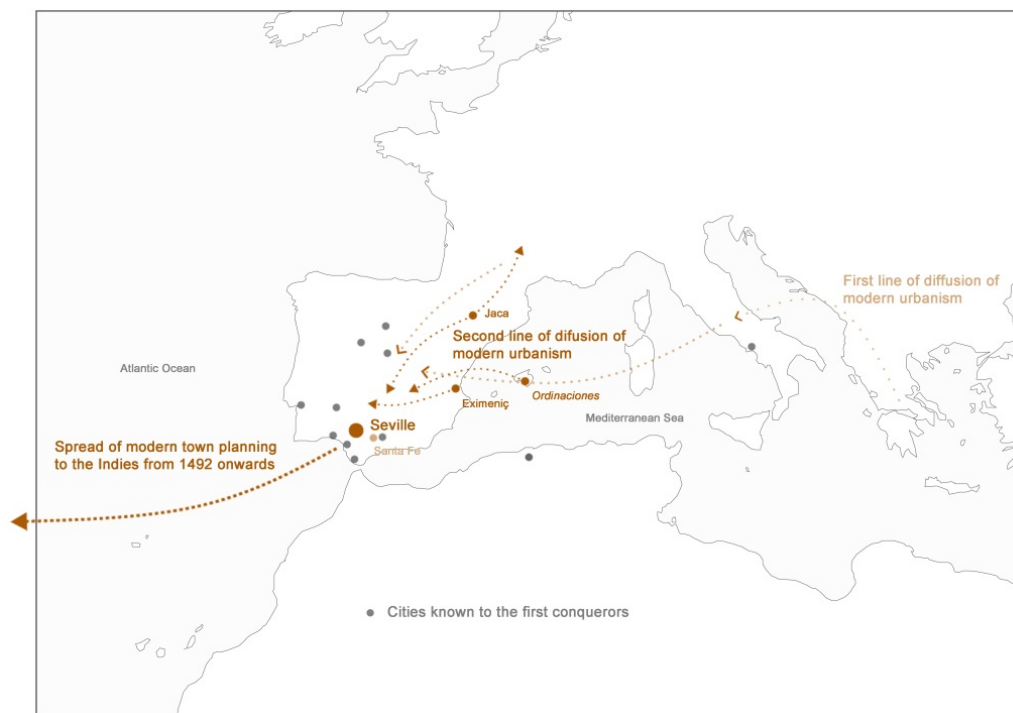 First line of diffusion of
modern urbanism
Jaca
Second line of difusion of
modern urbanism
Atlantic Ocean
Ordinaciones
Eximeniç
Mediterranean Sea
Seville
Santa Fe
Spread of modern town planning
to the Indies from 1492 onwards
Cities known to the first conquerors